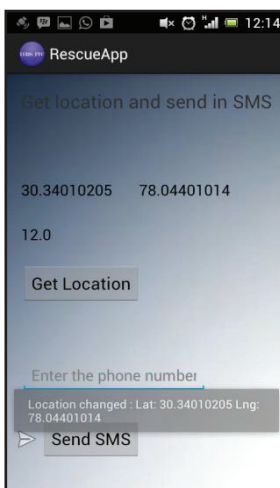 12:14
RescueApp
Get location and send in SMS
30.34010205 78.04401014
12.0
Get Location
Enter the phone number
Location changed : Lat: 30.34010205 Lng:
78.04401014
Send SMS